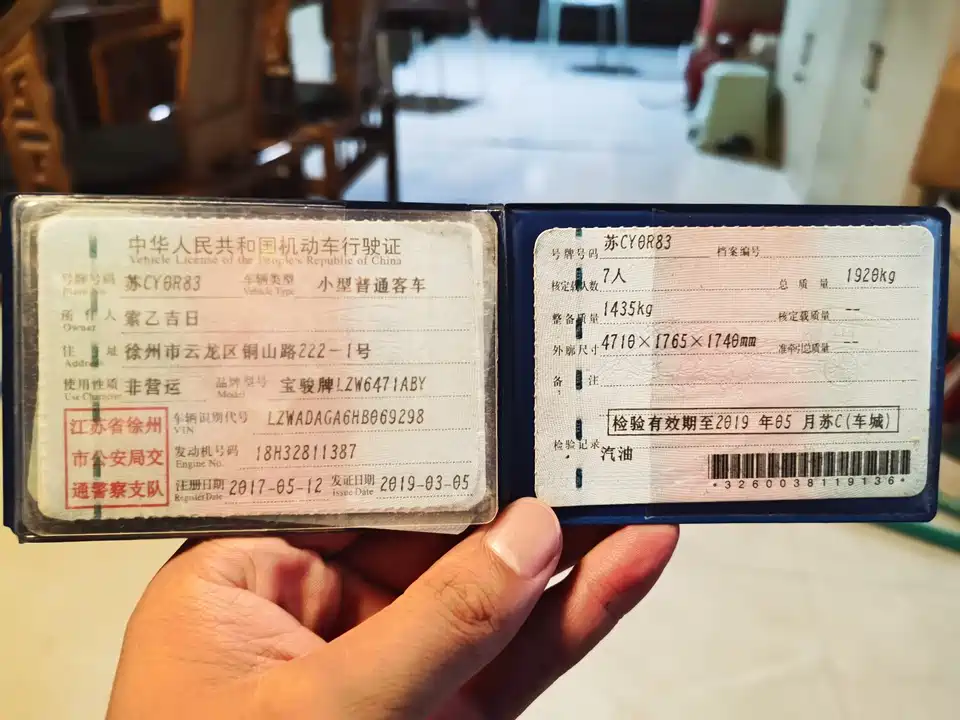 中华人民共和国机动车行驶证
Vehicle License of the People's Republic of China
号牌号码 苏CY0R83 车辆类型 小型普通客车
Vehicle Type
所有人 索乙吉日
Owner
住址 徐州市云龙区铜山路222-1号
Address
使用性质 非营运 品牌型号 宝骏牌LZW6471ABY
Use Character Model
江苏省徐州
市公安局交
通警察支队
车辆识别代号 LZWADAGA6HB069298
VIN
发动机号码 18H32811387
Engine No.
注册日期 2017-05-12 发证日期 2019-03-05
Register Date Issue Date
号牌号码 苏CY0R83 档案编号
核定载人数 7人 总质量 1920kg
整备质量 1435kg 核定载质量 --
外廓尺寸 4710×1765×1740mm 准牵引总质量 --
备注
检验有效期至2019 年05 月苏C(车城)
检验记录
汽油
*3260038119136*